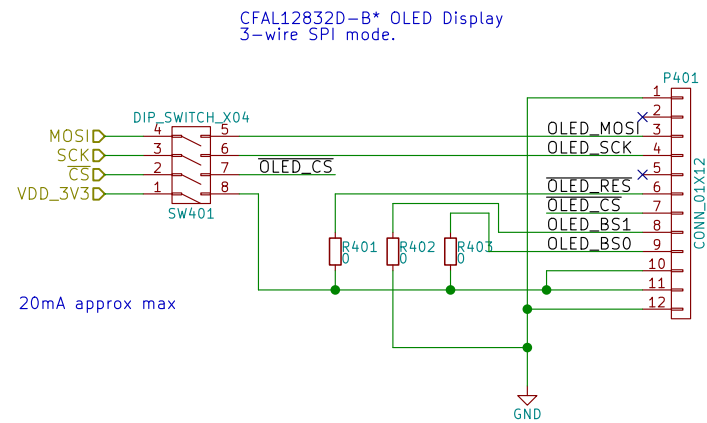 CFAL12832D-B* OLED Display
3-wire SPI mode.
P401
DIP_SWITCH_X04
MOSI 4 5 OLED_MOSI
SCK 3 6 OLED_SCK
CS 2 7 OLED_CS
VDD_3V3 1 8
SW401
1
2
3
4
5
OLED_RES 6
OLED_CS 7
OLED_BS1 8
OLED_BS0 9
10
11
12
CONN_01X12
R401
0
R402
0
R403
0
20mA approx max
GND